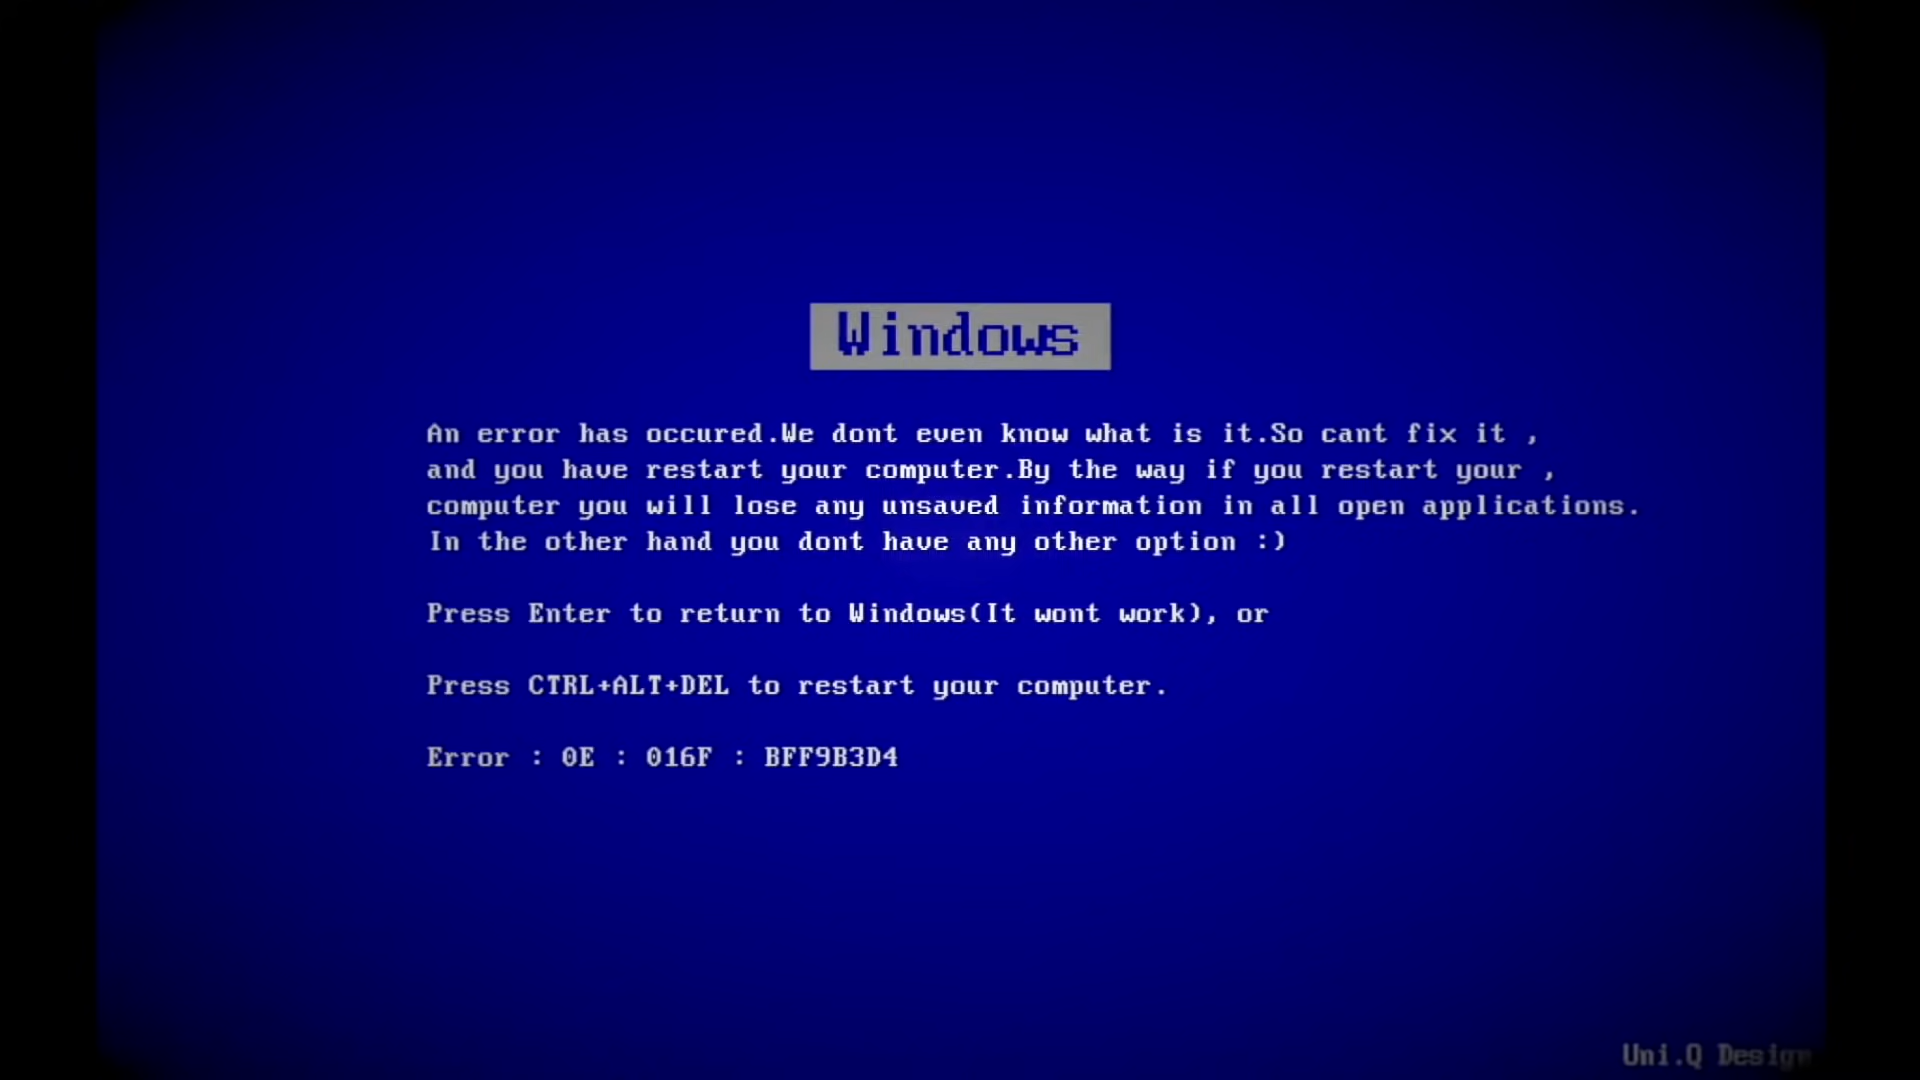 Windows
An error has occured.We dont even know what is it.So cant fix it ,
and you have restart your computer.By the way if you restart your ,
computer you will lose any unsaved information in all open applications.
In the other hand you dont have any other option :)
Press Enter to return to Windows(It wont work), or
Press CTRL+ALT+DEL to restart your computer.
Error : 0E : 016F : BFF9B3D4
Uni.Q Design